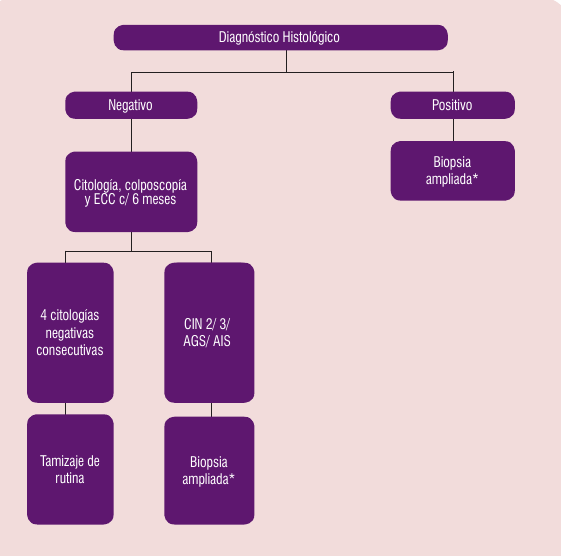 Diagnóstico Histológico
Negativo
Positivo
Citología, colposcopía
y ECC c/ 6 meses
Biopsia
ampliada*
4 citologías
negativas
consecutivas
CIN 2/ 3/
AGS/ AIS
Tamizaje de
rutina
Biopsia
ampliada*